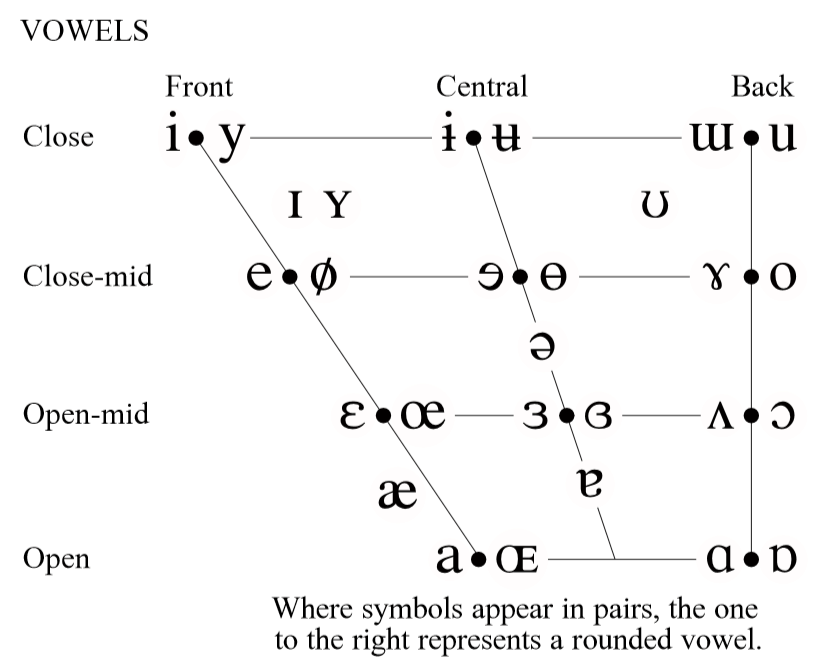 VOWELS
Front Central Back
Close i y ɨ ʉ ɯ u
ɪ ʏ ʊ
Close-mid e ø ɘ ɵ ɤ o
ə
Open-mid ɛ œ ɜ ɞ ʌ ɔ
æ ɐ
Open a ɶ ɑ ɒ
Where symbols appear in pairs, the one
to the right represents a rounded vowel.